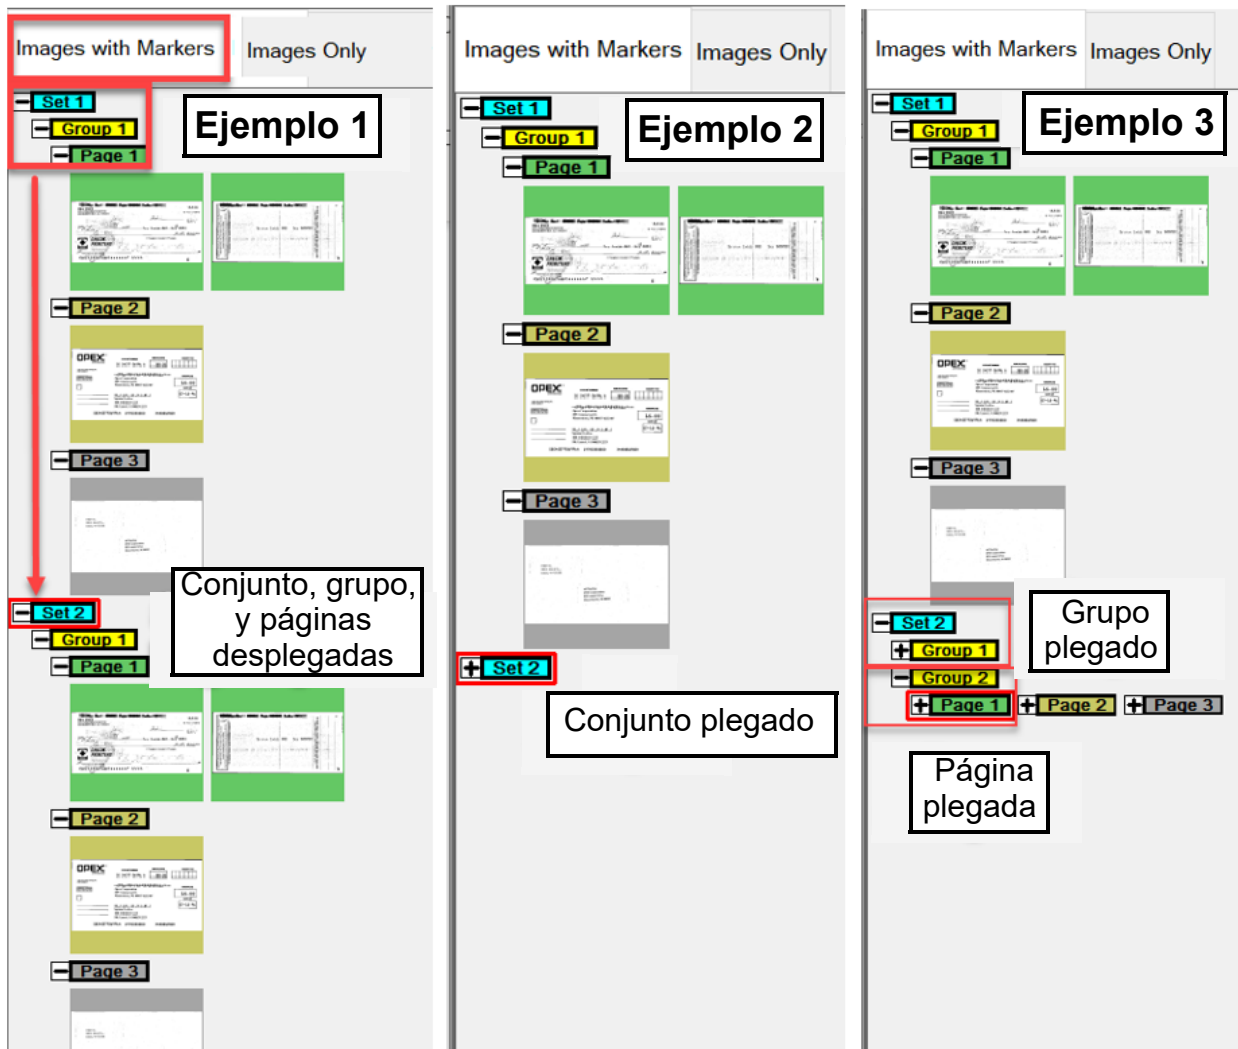 Images with Markers
Images Only
Set 1
Ejemplo 1
Group 1
Page 1
Page 2
OPEX
Page 3
Conjunto, grupo,
y páginas
desplegadas
Set 2
Group 1
Page 1
Page 2
OPEX
Page 3
Images with Markers
Images Only
Set 1
Ejemplo 2
Group 1
Page 1
Page 2
OPEX
Page 3
Set 2
Conjunto plegado
Images with Markers
Images Only
Set 1
Ejemplo 3
Group 1
Page 1
Page 2
OPEX
Page 3
Grupo
plegado
Set 2
Group 1
Group 2
Page 1
Page 2
Page 3
Página
plegada